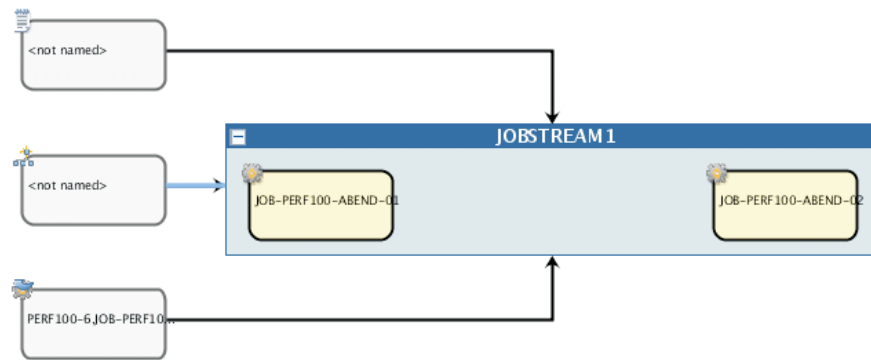 <not named>
JOBSTREAM1
<not named>
JOB-PERF100-ABEND-01
JOB-PERF100-ABEND-02
PERF100-6.JOB-PERF10...